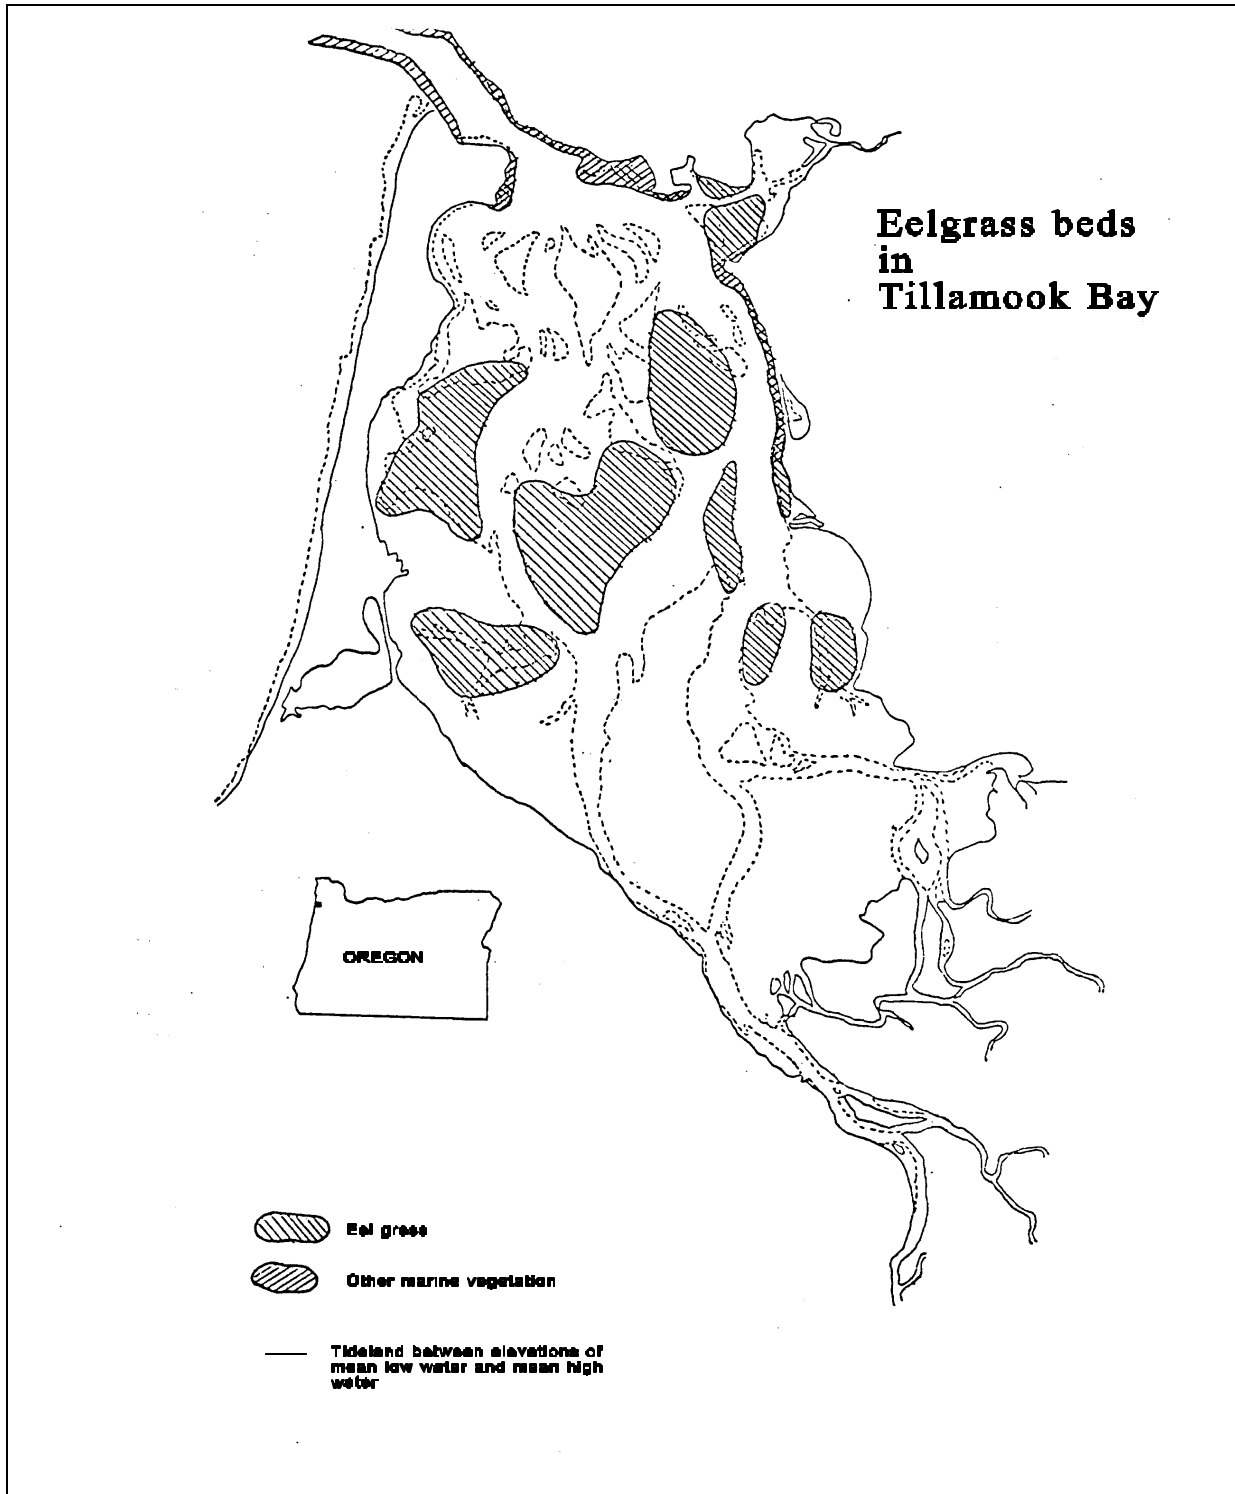 Eelgrass beds
in
Tillamook Bay
OREGON
Eel grass
Other marine vegetation
Tideland between elevations of
mean low water and mean high
water